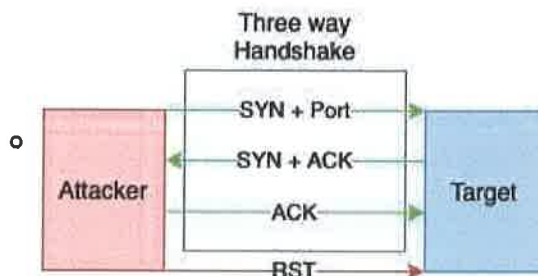 Three way
Handshake
SYN + Port
SYN + ACK
Attacker
Target
ACK
RST